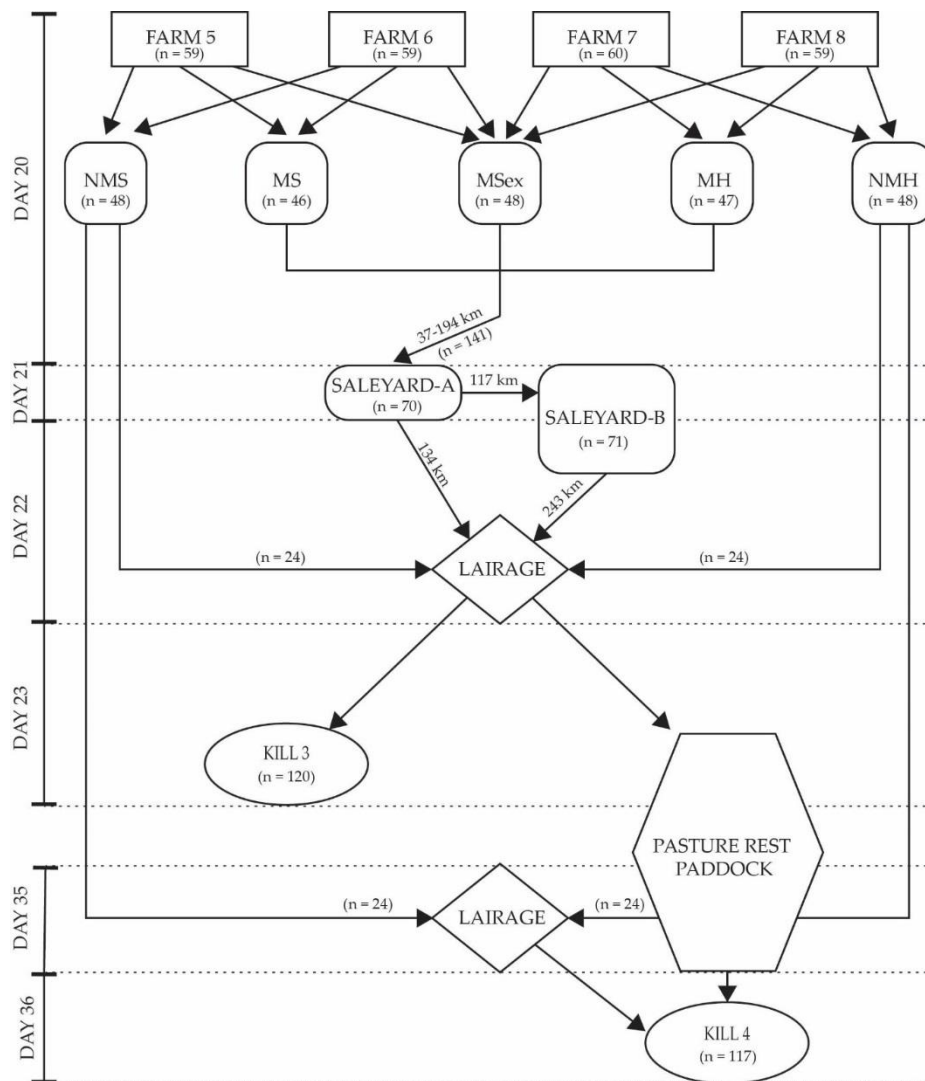 FARM 5
(n = 59)
FARM 6
(n = 59)
FARM 7
(n = 60)
FARM 8
(n = 59)
DAY 20
NMS
(n = 48)
MS
(n = 46)
MSex
(n = 48)
MH
(n = 47)
NMH
(n = 48)
37-194 km
(n = 141)
DAY 21
SALEYARD-A
(n = 70)
117 km
SALEYARD-B
(n = 71)
DAY 22
134 km
243 km
(n = 24)
LAIRAGE
(n = 24)
DAY 23
KILL 3
(n = 120)
PASTURE REST
PADDOCK
DAY 35
(n = 24)
LAIRAGE
(n = 24)
DAY 36
KILL 4
(n = 117)